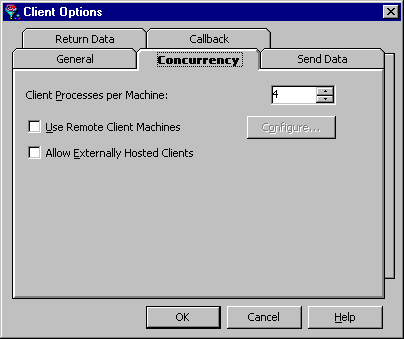 Client Options
Return Data Callback
General Concurrency Send Data
Client Processes per Machine: 4
Use Remote Client Machines Configure...
Allow Externally Hosted Clients
OK Cancel Help